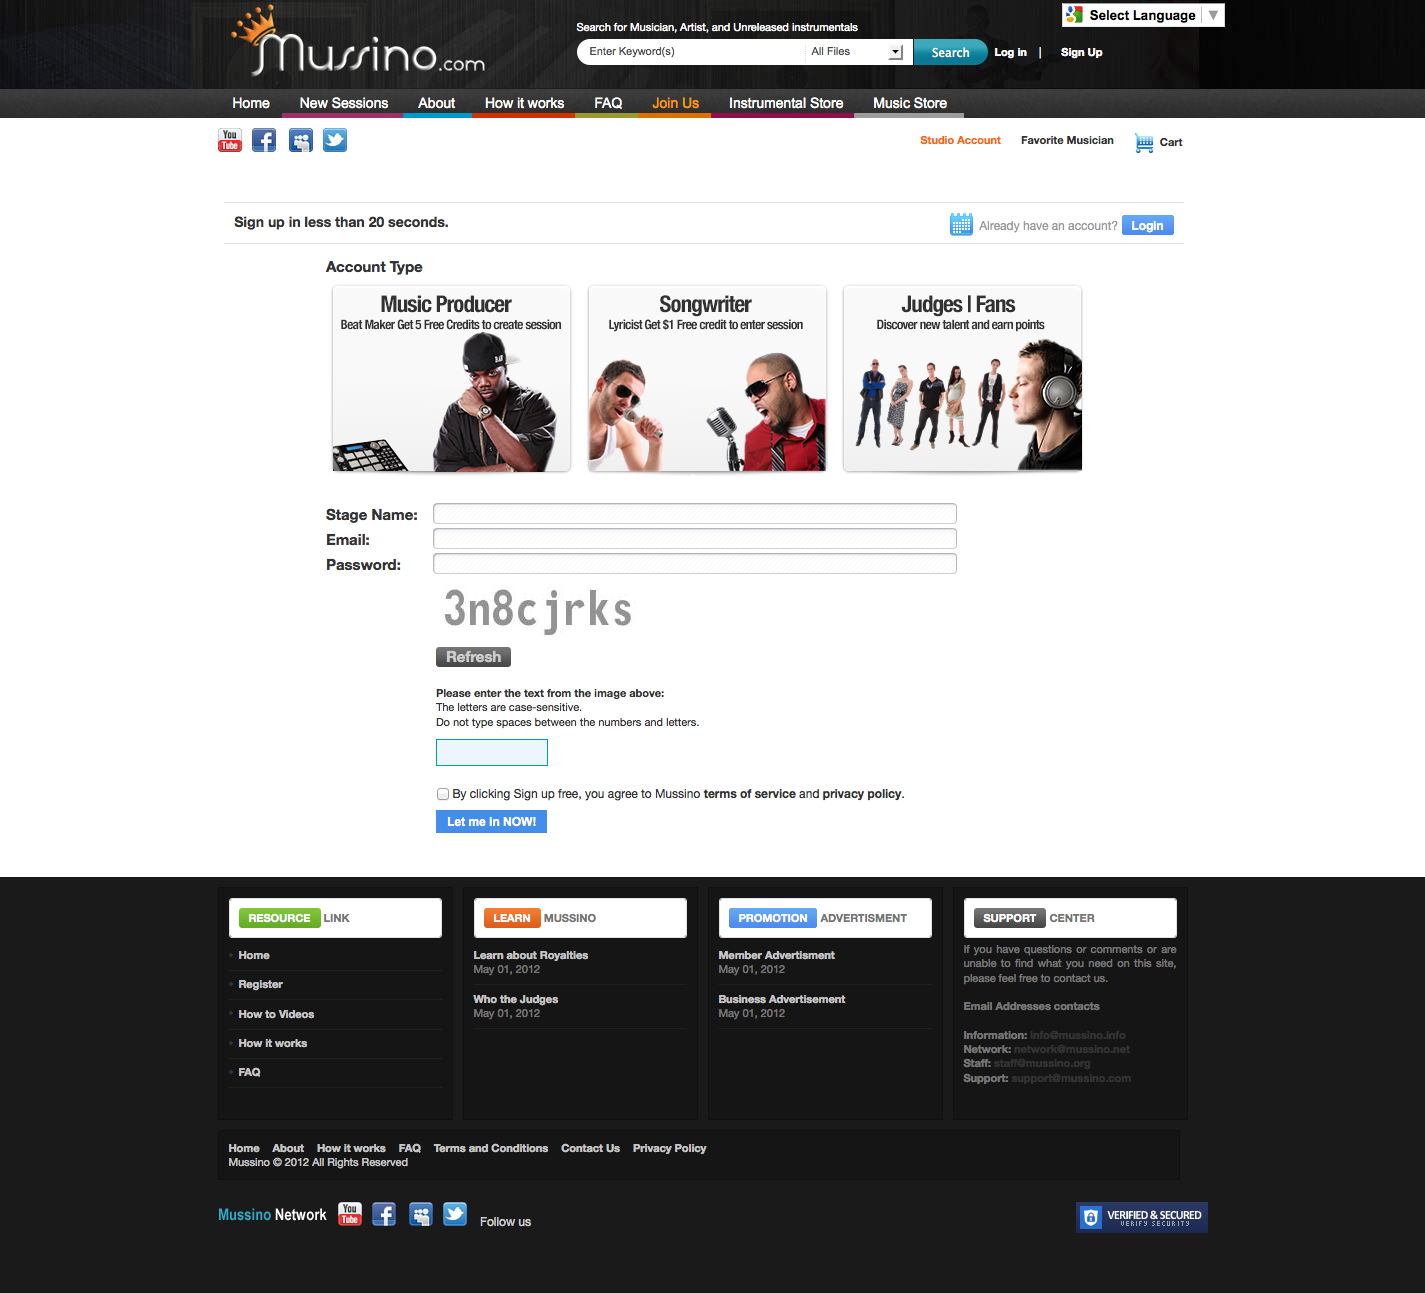 Mussino.com
Search for Musician, Artist, and Unreleased instrumentals
Select Language ▼
Enter Keyword(s) All Files Search Log in | Sign Up
Home New Sessions About How it works FAQ Join Us Instrumental Store Music Store
You Tube
Studio Account Favorite Musician Cart
Sign up in less than 20 seconds.
Already have an account? Login
Account Type
Music Producer
Beat Maker Get 5 Free Credits to create session
Songwriter
Lyricist Get $1 Free credit to enter session
Judges | Fans
Discover new talent and earn points
Stage Name:
Email:
Password:
3n8cjrks
Refresh
Please enter the text from the image above:
The letters are case-sensitive.
Do not type spaces between the numbers and letters.
By clicking Sign up free, you agree to Mussino terms of service and privacy policy.
Let me in NOW!
RESOURCE LINK
Home
Register
How to Videos
How it works
FAQ
LEARN MUSSINO
Learn about Royalties
May 01, 2012
Who the Judges
May 01, 2012
PROMOTION ADVERTISMENT
Member Advertisment
May 01, 2012
Business Advertisement
May 01, 2012
SUPPORT CENTER
If you have questions or comments or are
unable to find what you need on this site,
please feel free to contact us.
Email Addresses contacts
Information: info@mussino.info
Network: network@mussino.net
Staff: staff@mussino.org
Support: support@mussino.com
Home About How it works FAQ Terms and Conditions Contact Us Privacy Policy
Mussino © 2012 All Rights Reserved
Mussino Network You Tube Follow us
VERIFIED & SECURED
VERIFY SECURITY